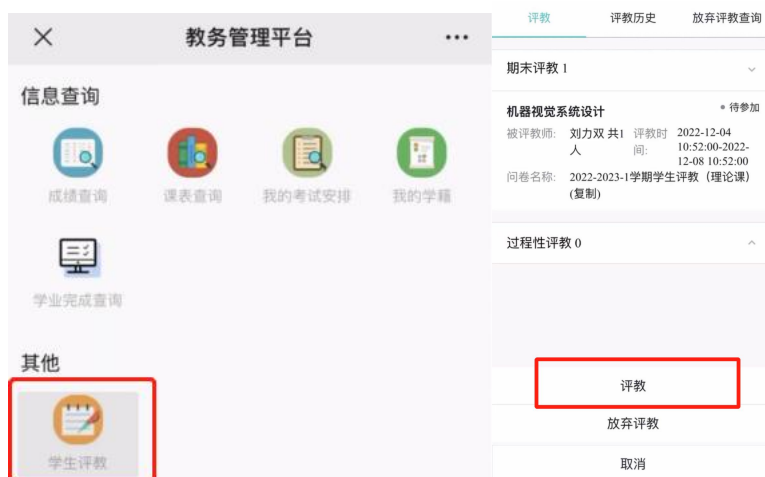 教务管理平台
信息查询
成绩查询
课表查询
我的考试安排
我的学籍
学业完成查询
其他
学生评教
评教
评教历史
放弃评教查询
期末评教 1
机器视觉系统设计
待参加
被评教师: 刘力双 共1人
评教时间: 2022-12-04
10:52:00-2022-
12-08 10:52:00
问卷名称: 2022-2023-1学期学生评教（理论课）
(复制)
过程性评教 0
评教
放弃评教
取消